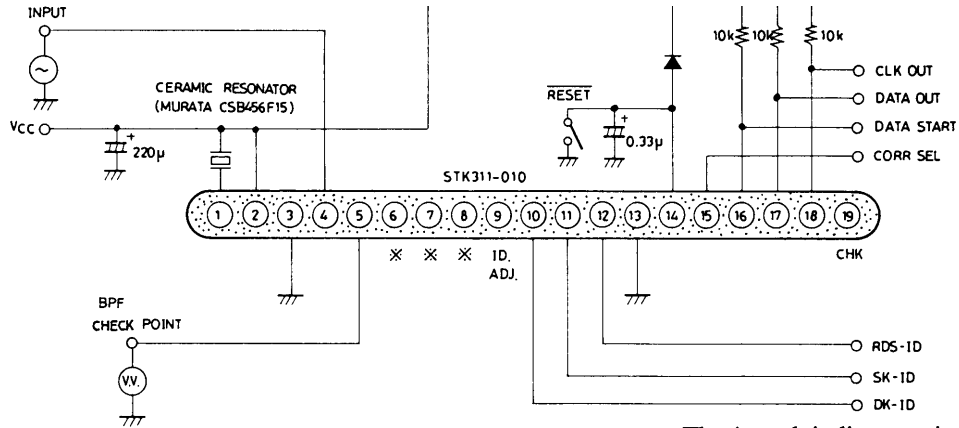 INPUT
10k 10k 10k
CLK OUT
CERAMIC RESONATOR
(MURATA CSB456F15)
RESET
DATA OUT
VCC
+
220μ
+
0.33μ
DATA START
CORR SEL
STK311-010
1 2 3 4 5 6 7 8 9 10 11 12 13 14 15 16 17 18 19
※ ※ ※ ID.
ADJ.
CHK
BPF
CHECK POINT
V.V.
RDS-ID
SK-ID
DK-ID